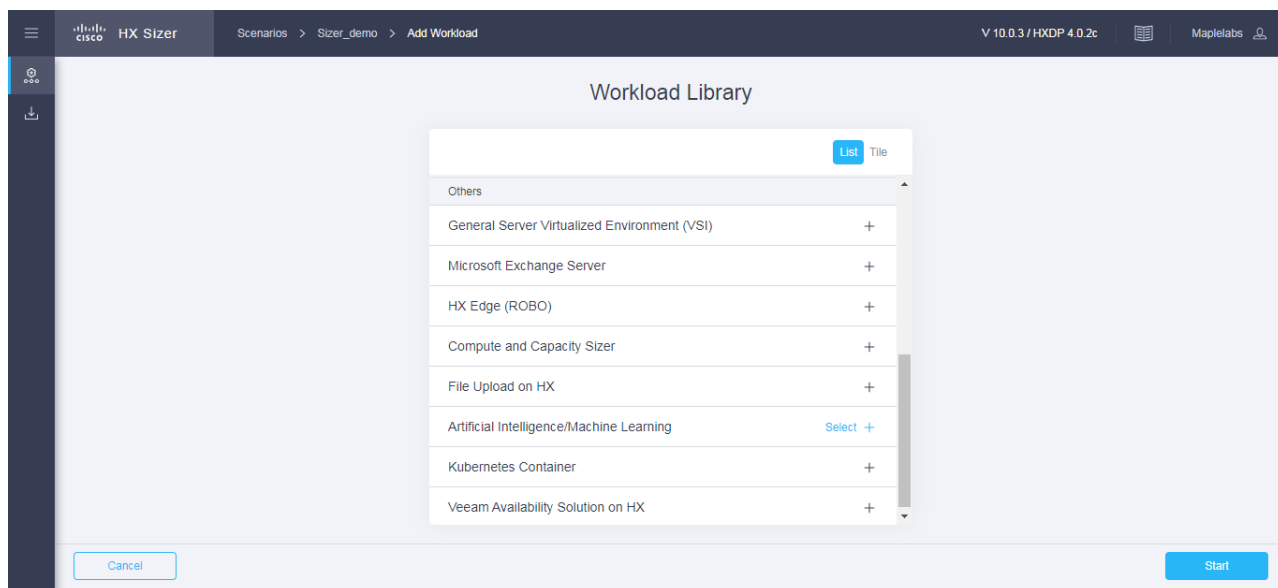 cisco HX Sizer Scenarios > Sizer_demo > Add Workload V 10.0.3 / HXDP 4.0.2c Maplelabs
Workload Library
List Tile
Others
General Server Virtualized Environment (VSI)
Microsoft Exchange Server
HX Edge (ROBO)
Compute and Capacity Sizer
File Upload on HX
Artificial Intelligence/Machine Learning Select +
Kubernetes Container
Veeam Availability Solution on HX
Cancel Start